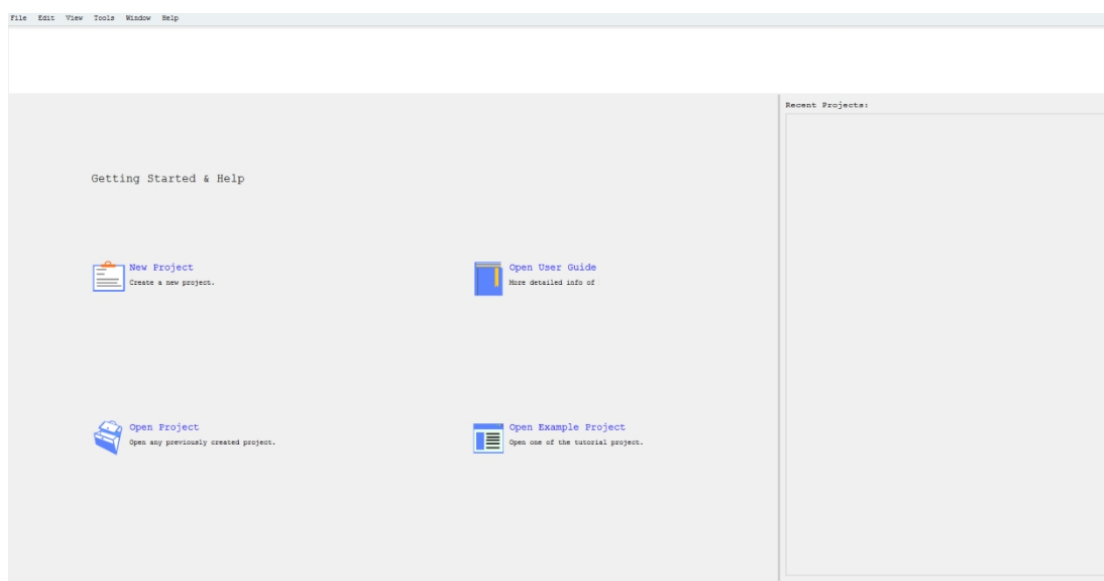 File Edit View Tools Window Help
Recent Projects:
Getting Started & Help
New Project
Create a new project.
Open User Guide
More detailed info of
Open Project
Open any previously created project.
Open Example Project
Open one of the tutorial project.